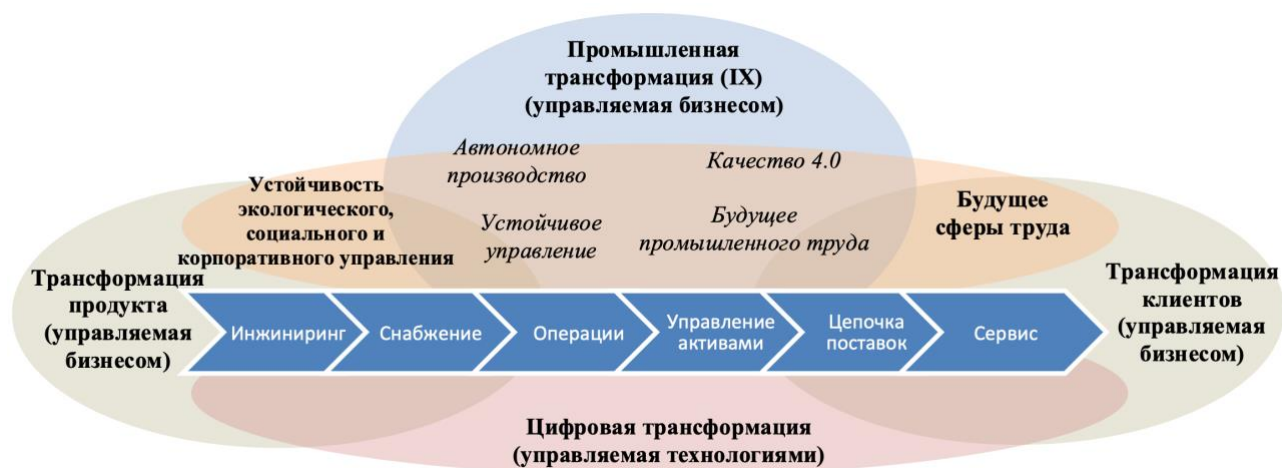 Промышленная
трансформация (IX)
(управляемая бизнесом)
Автономное
производство
Качество 4.0
Устойчивость
экологического,
социального и
корпоративного управления
Устойчивое
управление
Будущее
промышленного труда
Будущее
сферы труда
Трансформация
продукта
(управляемая
бизнесом)
Инжиниринг
Снабжение
Операции
Управление
активами
Цепочка
поставок
Сервис
Трансформация
клиентов
(управляемая
бизнесом)
Цифровая трансформация
(управляемая технологиями)